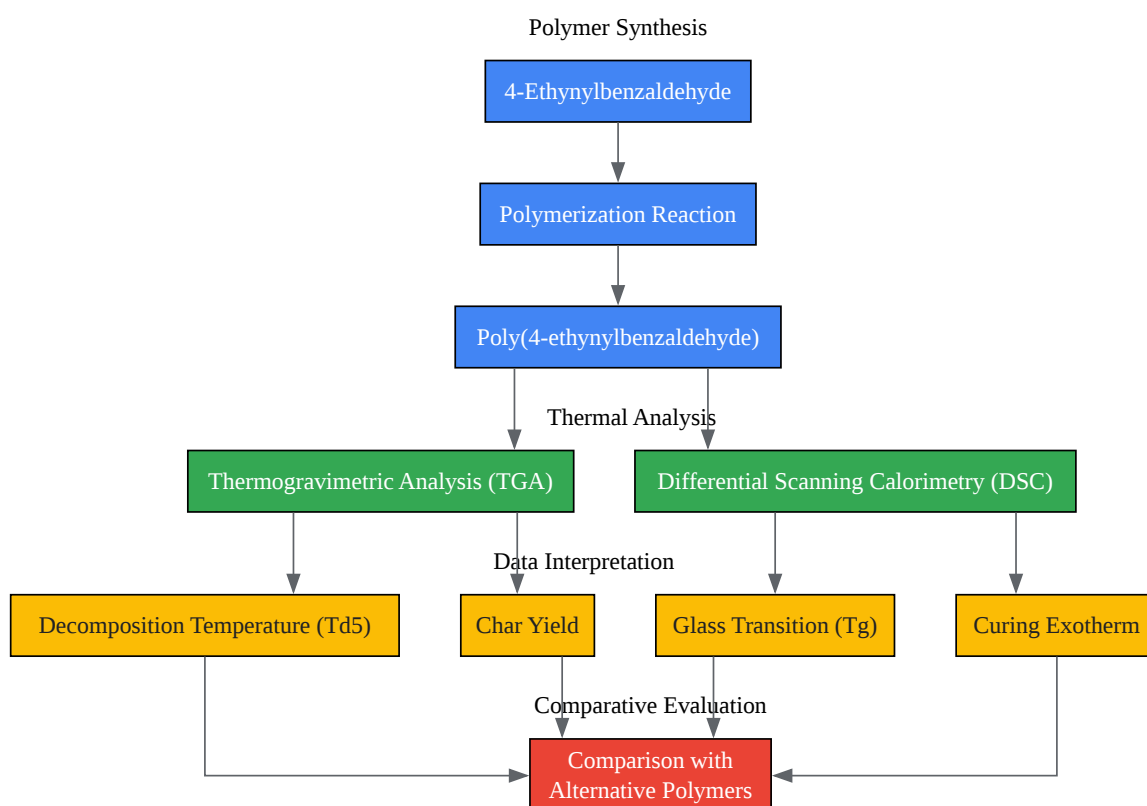 Polymer Synthesis
4-Ethynylbenzaldehyde
Polymerization Reaction
Poly(4-ethynylbenzaldehyde)
Thermal Analysis
Thermogravimetric Analysis (TGA)
Differential Scanning Calorimetry (DSC)
Data Interpretation
Decomposition Temperature (Td5)
Char Yield
Glass Transition (Tg)
Curing Exotherm
Comparative Evaluation
Comparison with
Alternative Polymers